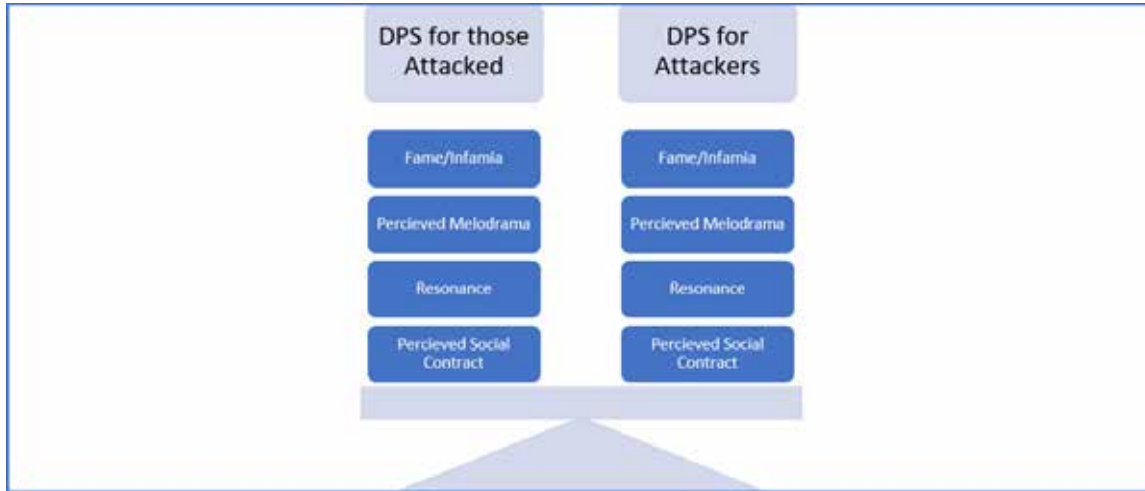 DPS for those
Attacked
DPS for
Attackers
Fame/Infamia
Fame/Infamia
Percieved Melodrama
Percieved Melodrama
Resonance
Resonance
Percieved Social
Contract
Percieved Social
Contract